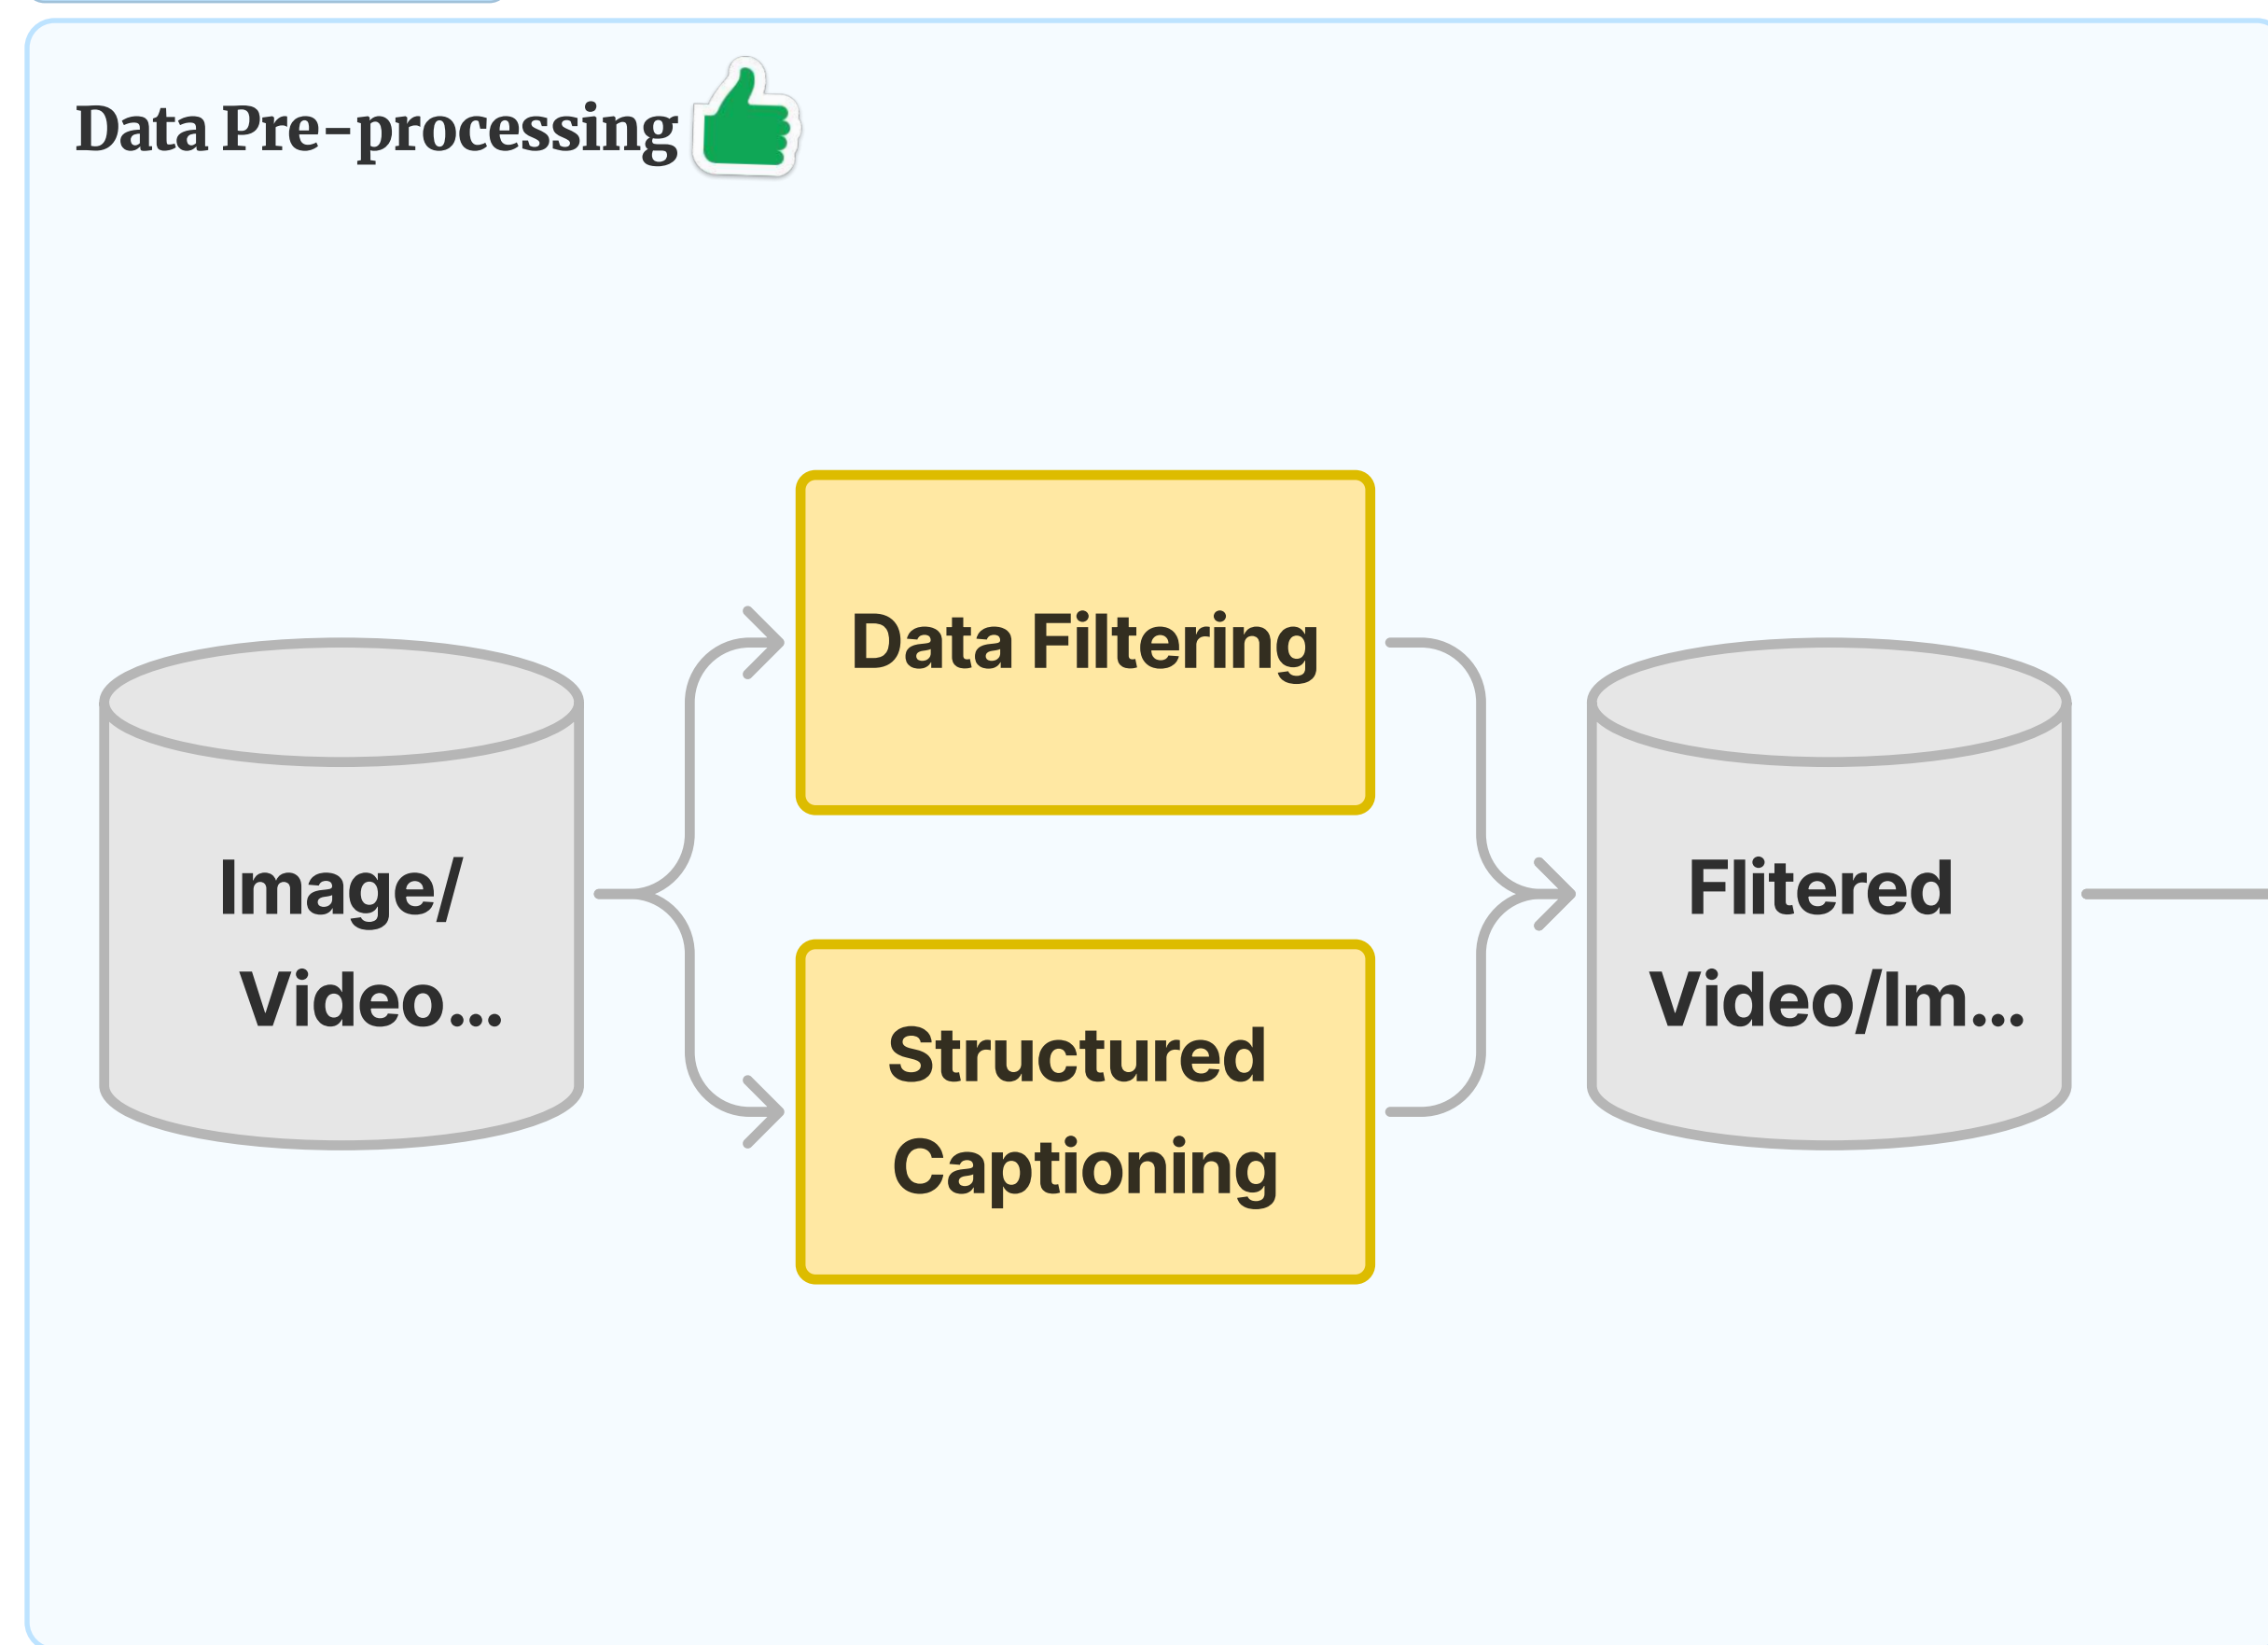 Data Pre-processing
Data Filtering
Image/
Video...
Structured
Captioning
Flitered
Video/Im...